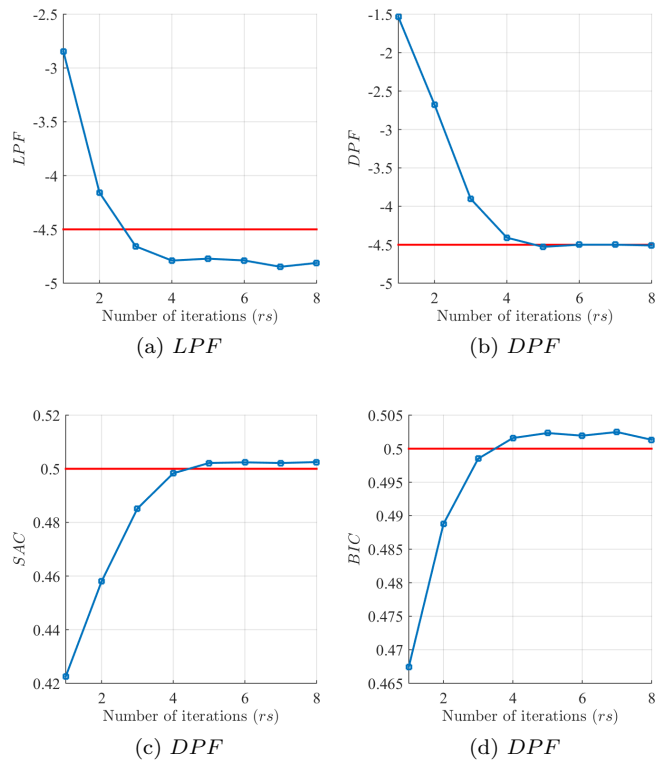 -2.5
-3
-3.5
-4
-4.5
-5
LPF
2 4 6 8
Number of iterations (rs)
(a) LPF
-1.5
-2
-2.5
-3
-3.5
-4
-4.5
-5
DPF
2 4 6 8
Number of iterations (rs)
(b) DPF
0.52
0.5
0.48
0.46
0.44
0.42
SAC
2 4 6 8
Number of iterations (rs)
(c) DPF
0.505
0.5
0.495
0.49
0.485
0.48
0.475
0.47
0.465
BIC
2 4 6 8
Number of iterations (rs)
(d) DPF